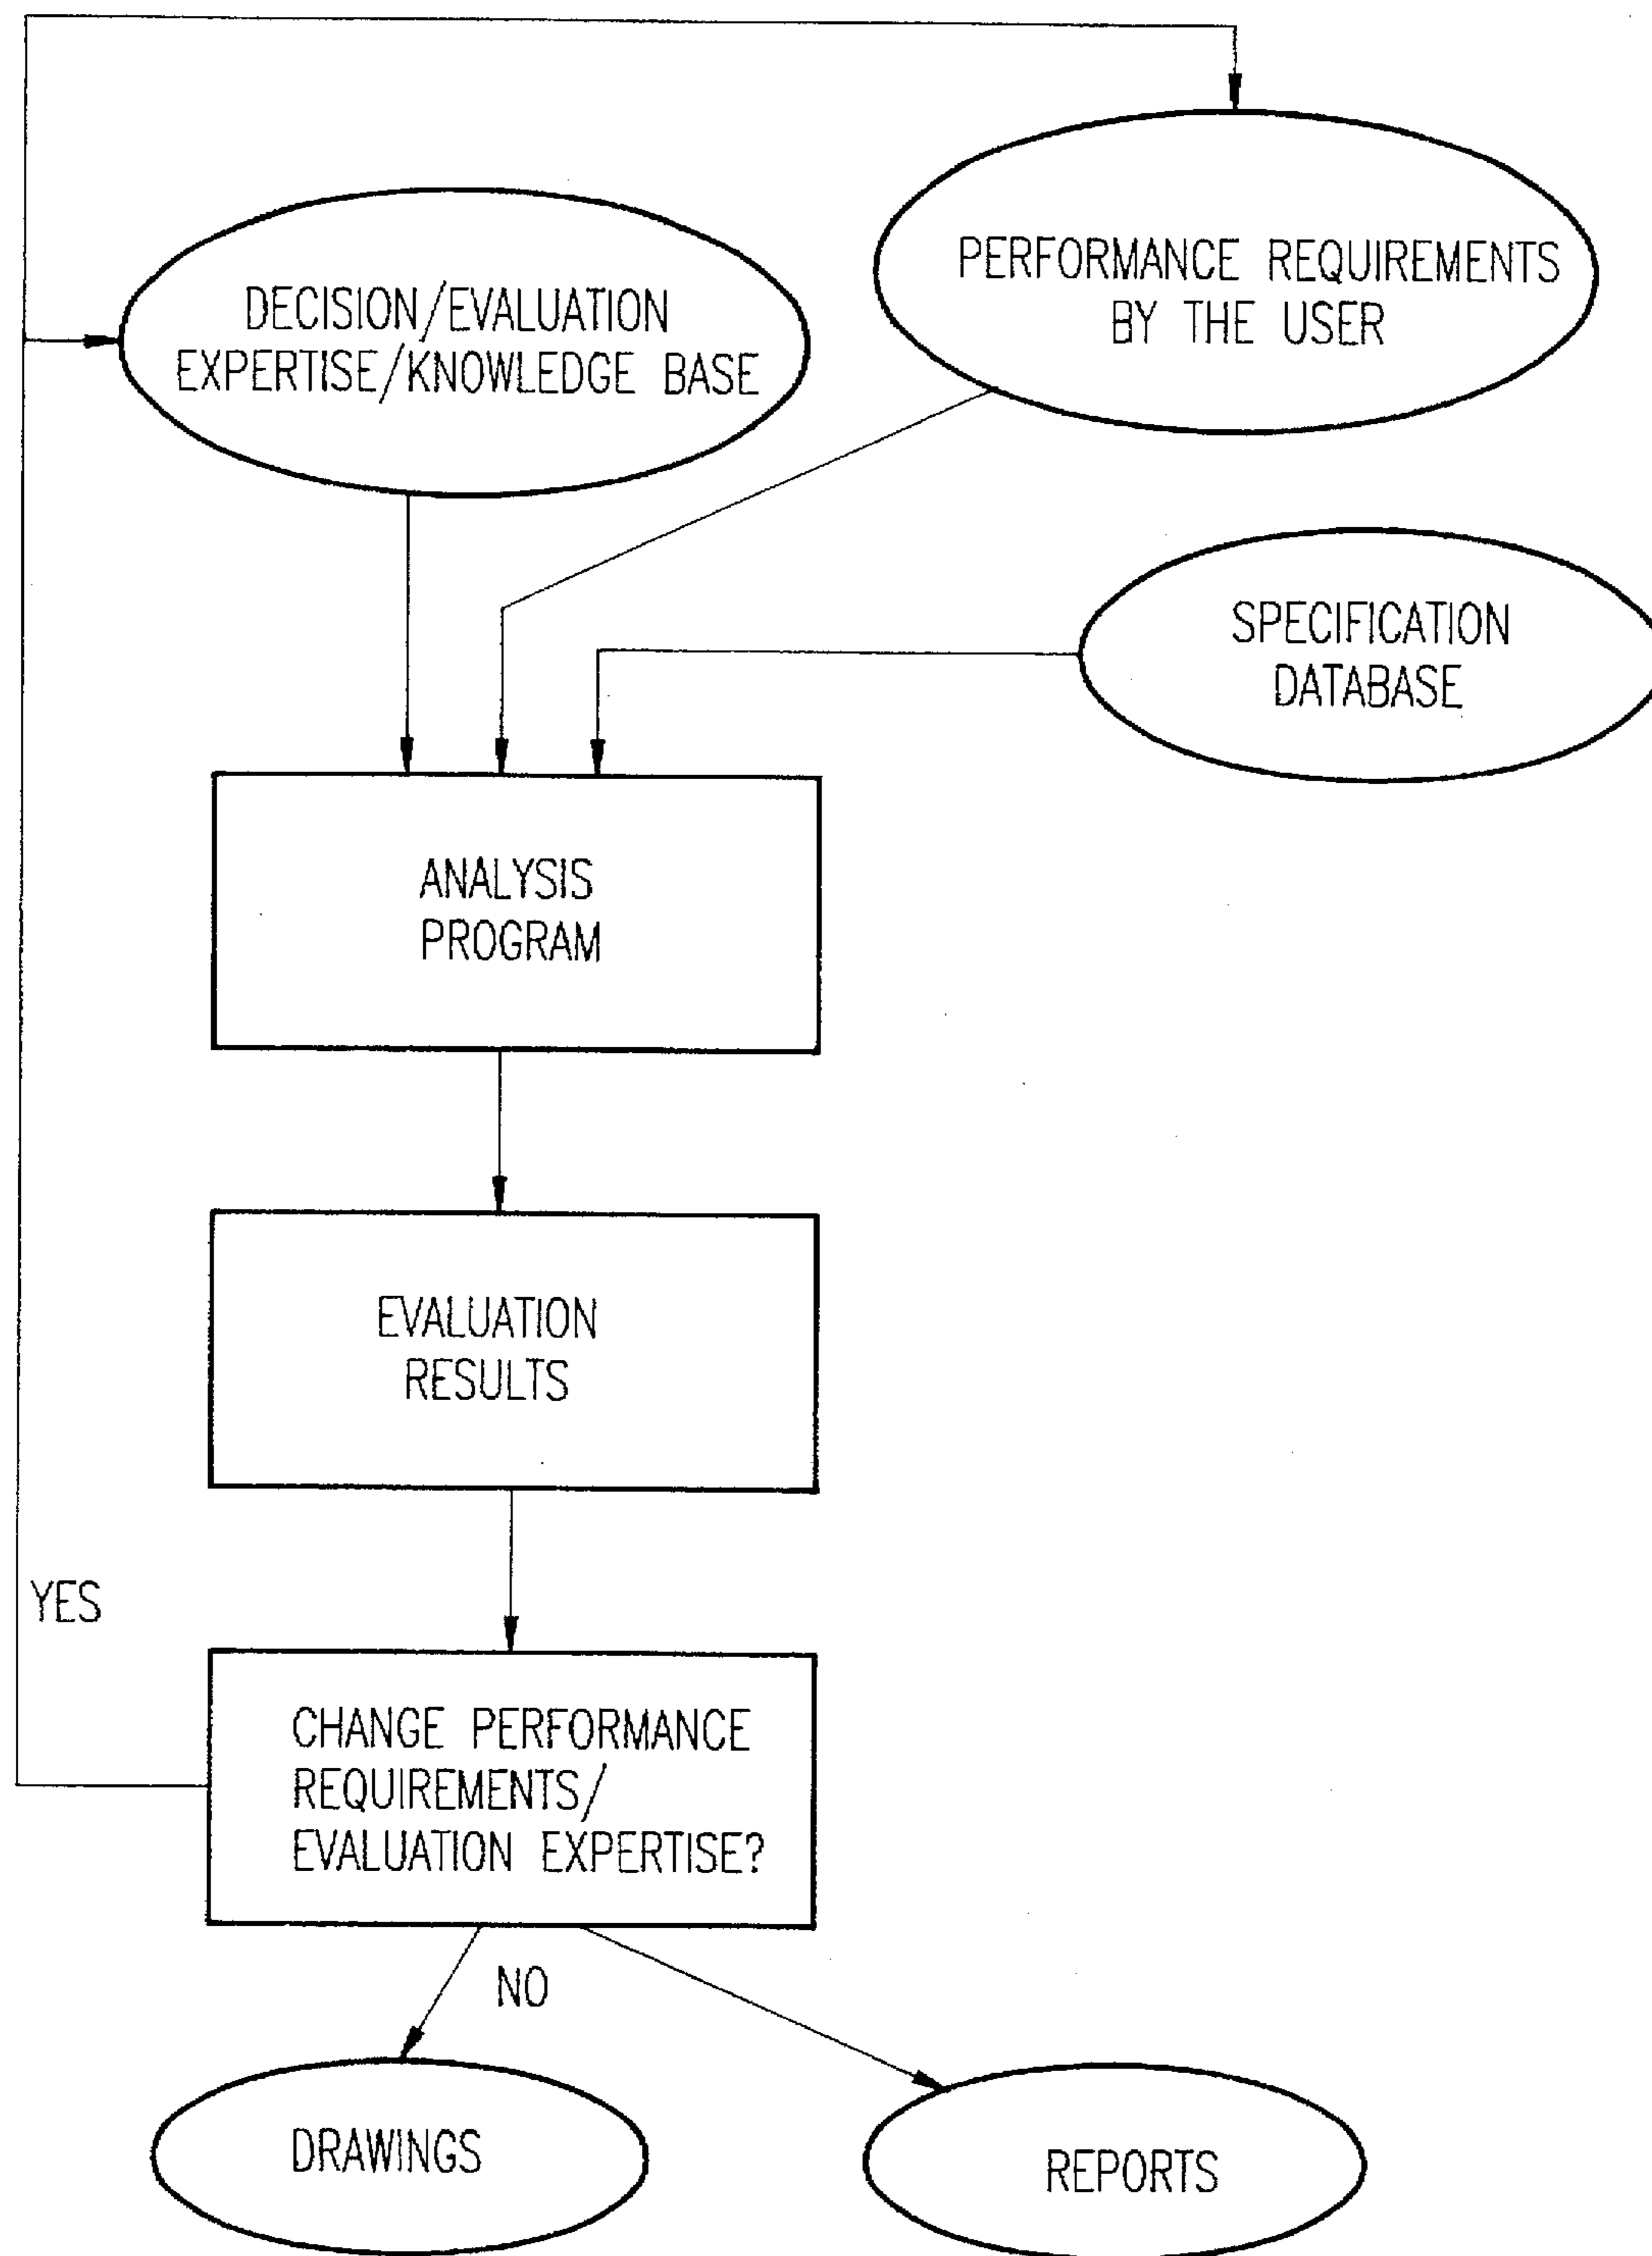 PERFORMANCE REQUIREMENTS
BY THE USER
DECISION/EVALUATION
EXPERTISE/KNOWLEDGE BASE
SPECIFICATION
DATABASE
ANALYSIS
PROGRAM
EVALUATION
RESULTS
YES
CHANGE PERFORMANCE
REQUIREMENTS/
EVALUATION EXPERTISE?
NO
DRAWINGS
REPORTS